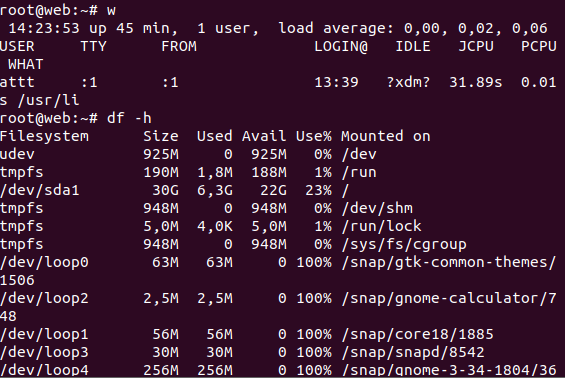 root@web:~# w
 14:23:53 up 45 min,  1 user,  load average: 0,00, 0,02, 0,06
USER     TTY      FROM             LOGIN@   IDLE   JCPU   PCPU
 WHAT
attt     :1       :1               13:39   ?xdm?  31.89s  0.01
s /usr/li
root@web:~# df -h
Filesystem      Size  Used Avail Use% Mounted on
udev            925M     0  925M   0% /dev
tmpfs           190M  1,8M  188M   1% /run
/dev/sda1        30G  6,3G   22G  23% /
tmpfs           948M     0  948M   0% /dev/shm
tmpfs           5,0M  4,0K  5,0M   1% /run/lock
tmpfs           948M     0  948M   0% /sys/fs/cgroup
/dev/loop0       63M   63M     0 100% /snap/gtk-common-themes/
1506
/dev/loop2      2,5M  2,5M     0 100% /snap/gnome-calculator/7
48
/dev/loop1       56M   56M     0 100% /snap/core18/1885
/dev/loop3       30M   30M     0 100% /snap/snapd/8542
/dev/loop4      256M  256M     0 100% /snap/gnome-3-34-1804/36